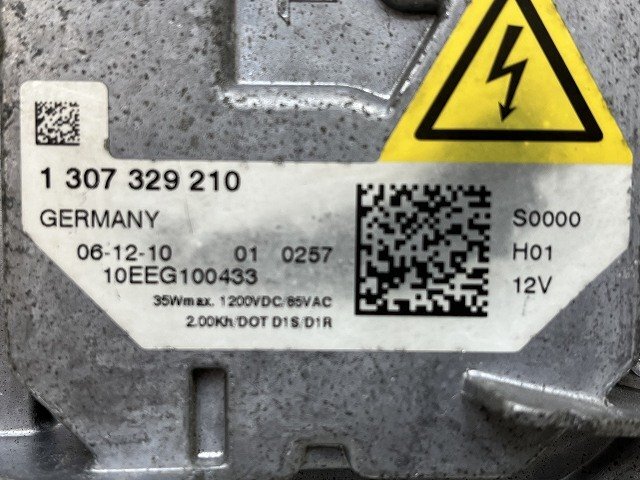 1 307 329 210
GERMANY
06-12-10 01 0257
10EEG100433
35Wmax. 1200VDC/85VAC
2.00Kh/DOT D1S/D1R
S0000
H01
12V